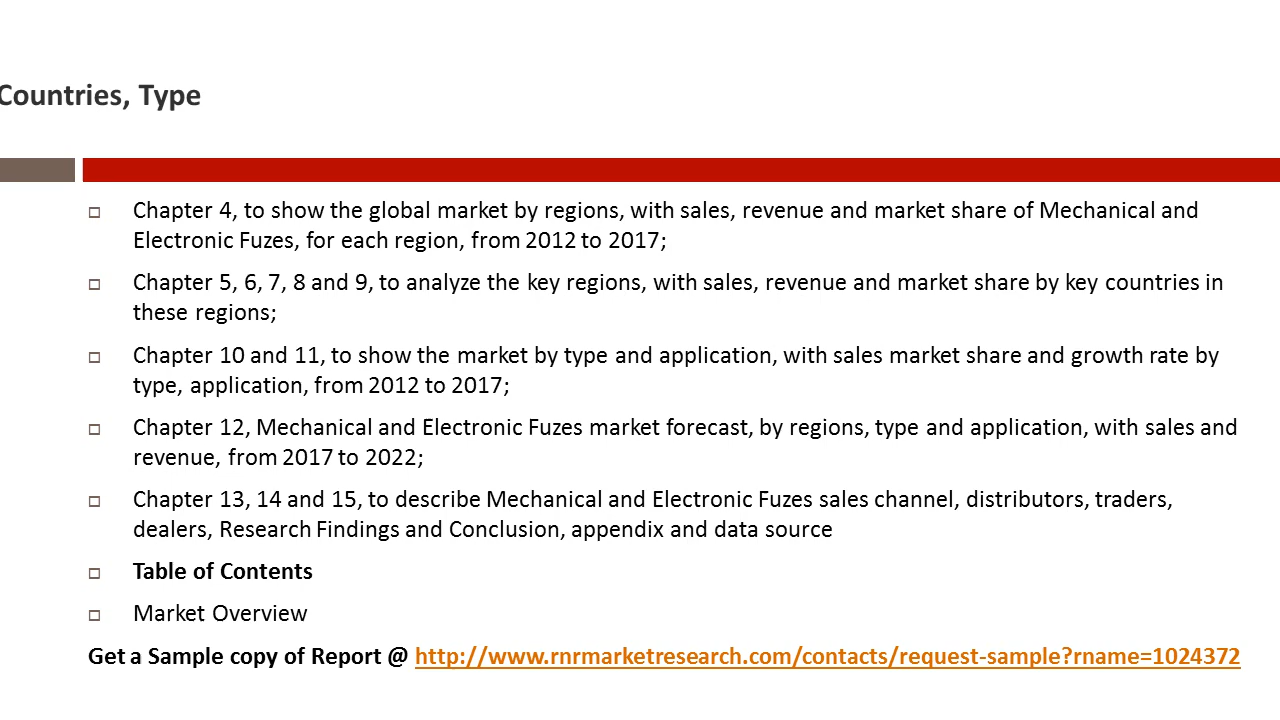 Countries, Type
Chapter 4, to show the global market by regions, with sales, revenue and market share of Mechanical and
Electronic Fuzes, for each region, from 2012 to 2017;
Chapter 5, 6, 7, 8 and 9, to analyze the key regions, with sales, revenue and market share by key countries in
these regions;
Chapter 10 and 11, to show the market by type and application, with sales market share and growth rate by
type, application, from 2012 to 2017;
Chapter 12, Mechanical and Electronic Fuzes market forecast, by regions, type and application, with sales and
revenue, from 2017 to 2022;
Chapter 13, 14 and 15, to describe Mechanical and Electronic Fuzes sales channel, distributors, traders,
dealers, Research Findings and Conclusion, appendix and data source
Table of Contents
Market Overview
Get a Sample copy of Report @ http://www.rnrmarketresearch.com/contacts/request-sample?rname=1024372